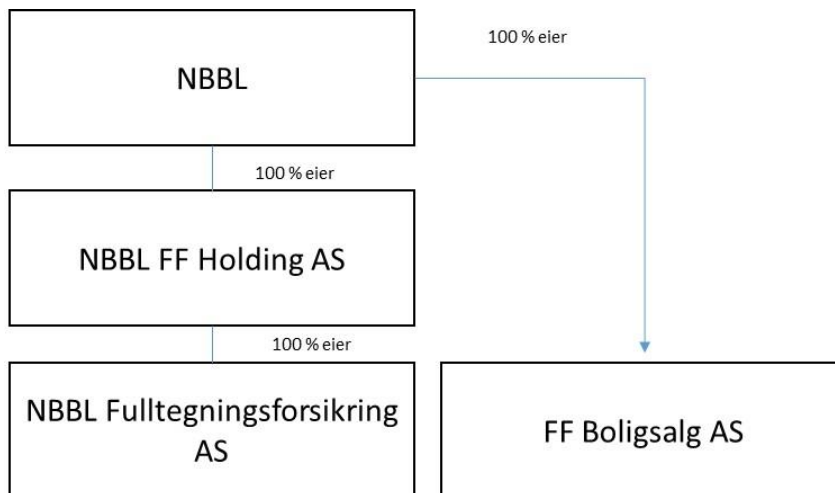 100 % eier
NBBL
100 % eier
NBBL FF Holding AS
100 % eier
NBBL Fulltegningsforsikring
AS
FF Boligsalg AS